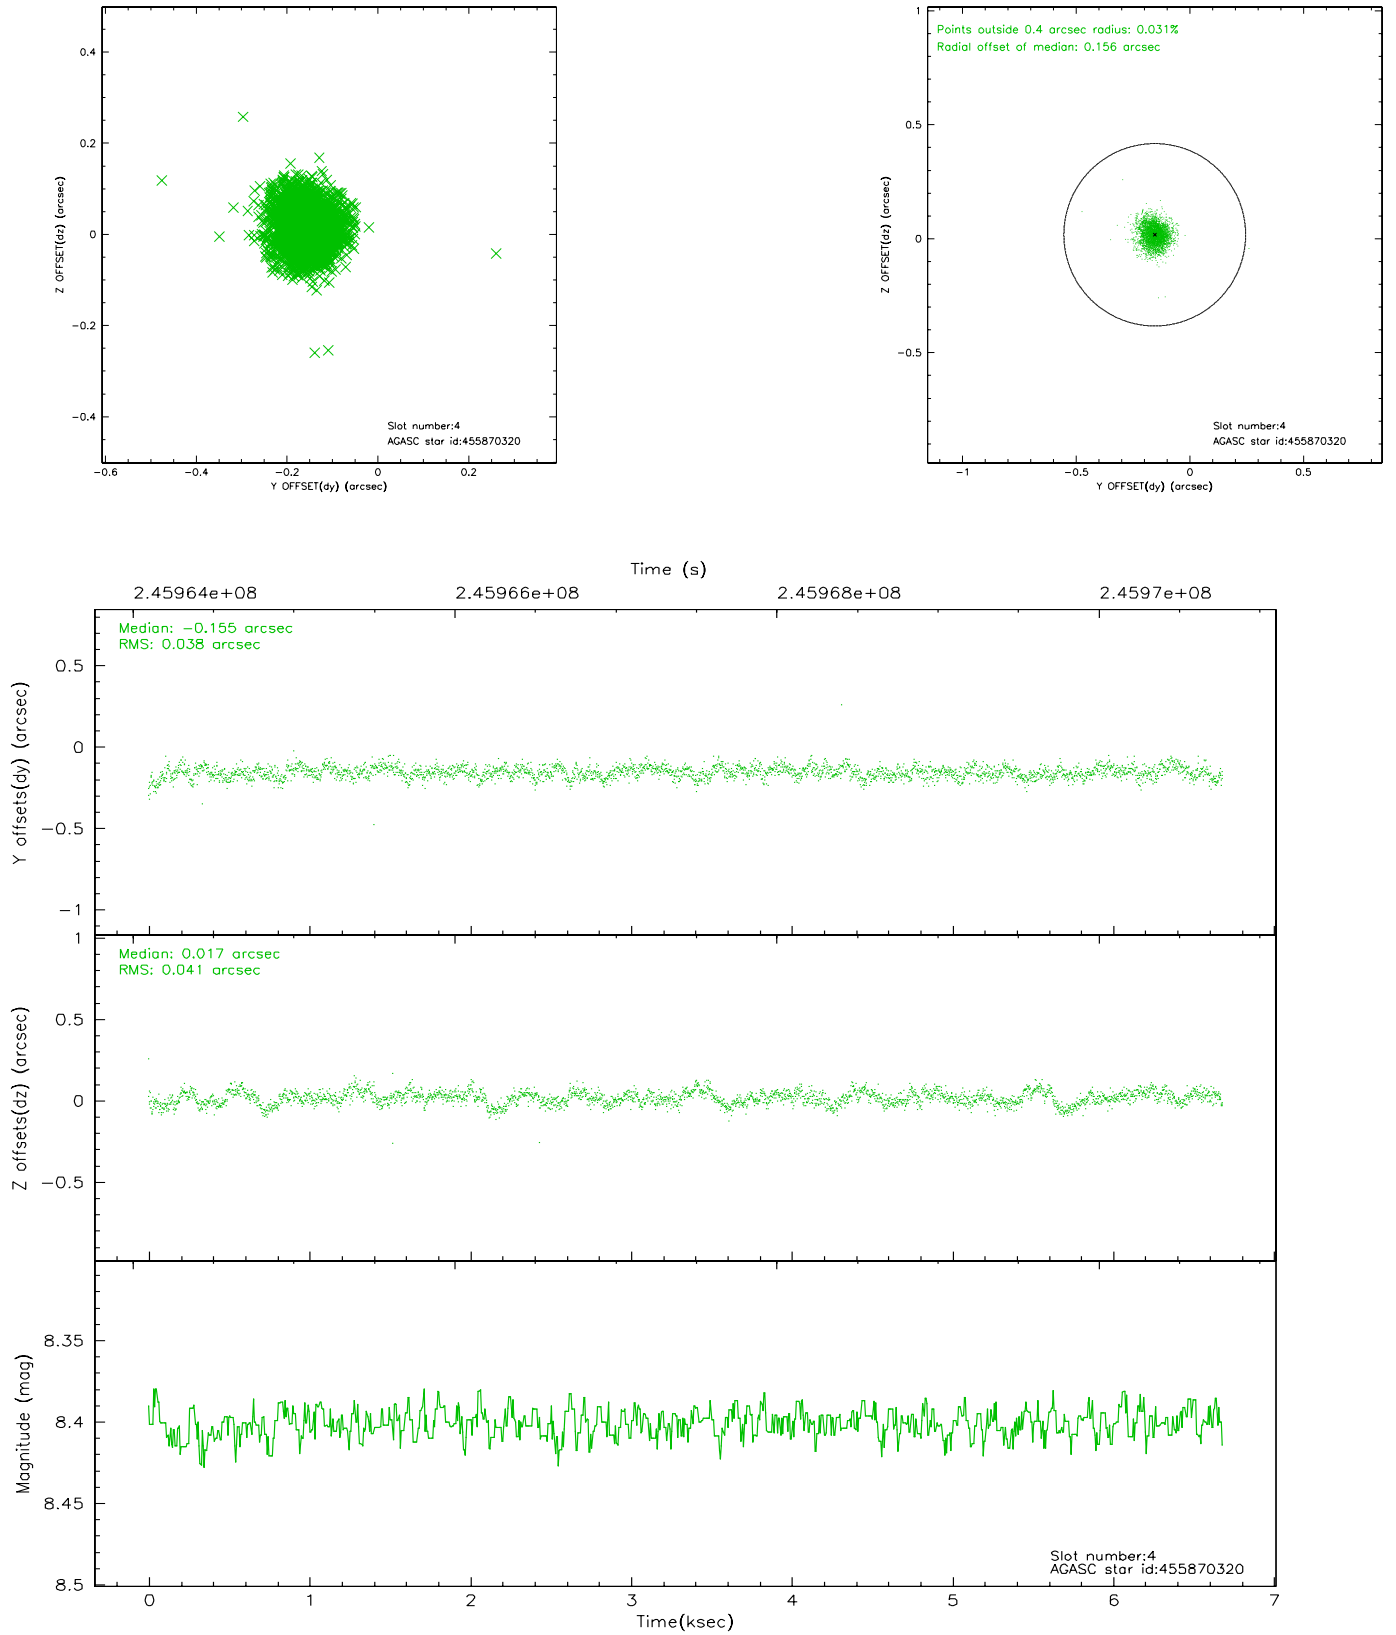 0.4
0.2
0
−0.2
−0.4
−0.6
−0.4
−0.2
0
0.2
Z OFFSET(dz) (arcsec)
Y OFFSET(dy) (arcsec)
Slot number:4
AGASC star id:455870320
Points outside 0.4 arcsec radius: 0.031%
Radial offset of median: 0.156 arcsec
1
0.5
0
−0.5
−1
−0.5
0
0.5
Z OFFSET(dz) (arcsec)
Y OFFSET(dy) (arcsec)
Slot number:4
AGASC star id:455870320
Time (s)
2.45964e+08
2.45966e+08
2.45968e+08
2.4597e+08
Median: −0.155 arcsec
RMS: 0.038 arcsec
0.5
0
−0.5
−1
Y offsets(dy) (arcsec)
Median: 0.017 arcsec
RMS: 0.041 arcsec
1
0.5
0
−0.5
Z offsets(dz) (arcsec)
8.35
8.4
8.45
8.5
Magnitude (mag)
Slot number:4
AGASC star id:455870320
0
1
2
3
4
5
6
7
Time(ksec)